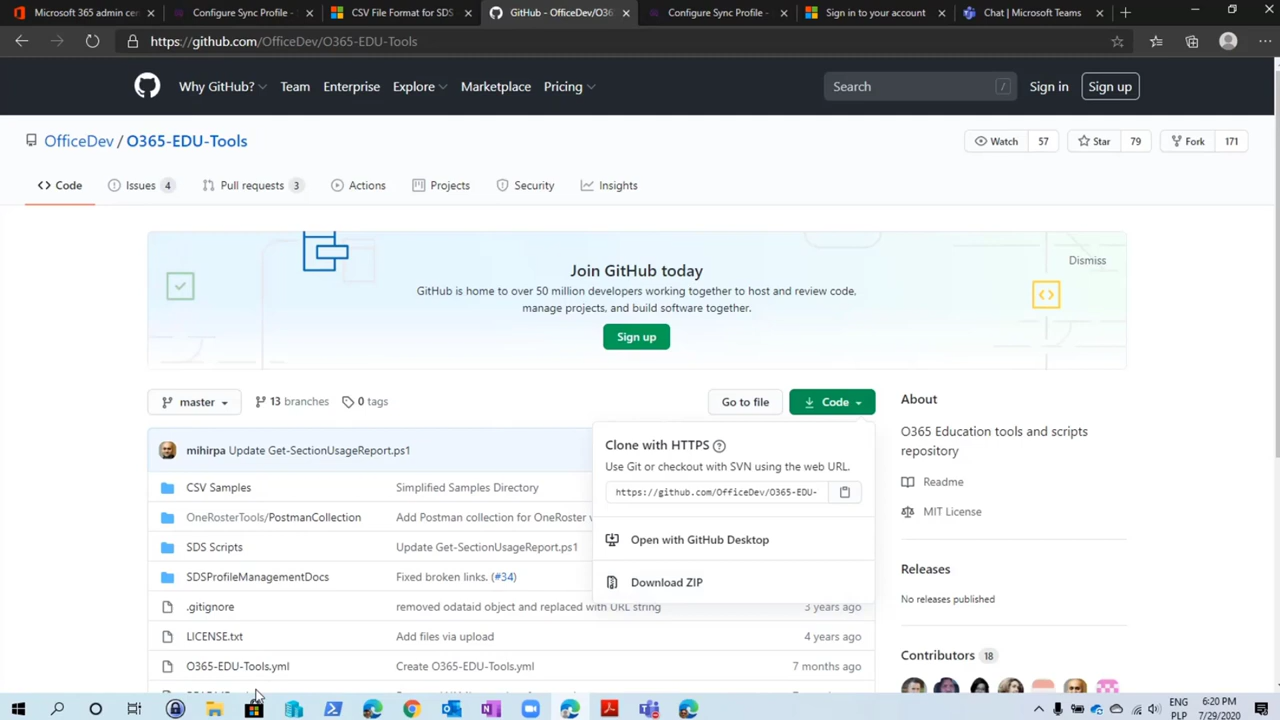 Microsoft 365 admin cen
Configure Sync Profile -
CSV File Format for SDS
GitHub - OfficeDev/O36
Configure Sync Profile -
Sign in to your account
Chat | Microsoft Teams
https://github.com/OfficeDev/O365-EDU-Tools
Why GitHub? Team Enterprise Explore Marketplace Pricing
Search / Sign in Sign up
OfficeDev / O365-EDU-Tools
Watch 57 Star 79 Fork 171
Code Issues 4 Pull requests 3 Actions Projects Security Insights
Join GitHub today
Dismiss
GitHub is home to over 50 million developers working together to host and review code,
manage projects, and build software together.
Sign up
master 13 branches 0 tags Go to file Code
About
O365 Education tools and scripts
repository
Readme
MIT License
Releases
No releases published
Contributors 18
Clone with HTTPS
Use Git or checkout with SVN using the web URL.
https://github.com/OfficeDev/O365-EDU-
Open with GitHub Desktop
Download ZIP
mihirpa Update Get-SectionUsageReport.ps1
CSV Samples Simplified Samples Directory
OneRosterTools/PostmanCollection Add Postman collection for OneRoster
SDS Scripts Update Get-SectionUsageReport.ps1
SDSProfileManagementDocs Fixed broken links. (#34)
.gitignore removed odataid object and replaced with URL string 3 years ago
LICENSE.txt Add files via upload 4 years ago
O365-EDU-Tools.yml Create O365-EDU-Tools.yml 7 months ago
ENG
PLP
6:20 PM
7/29/2020